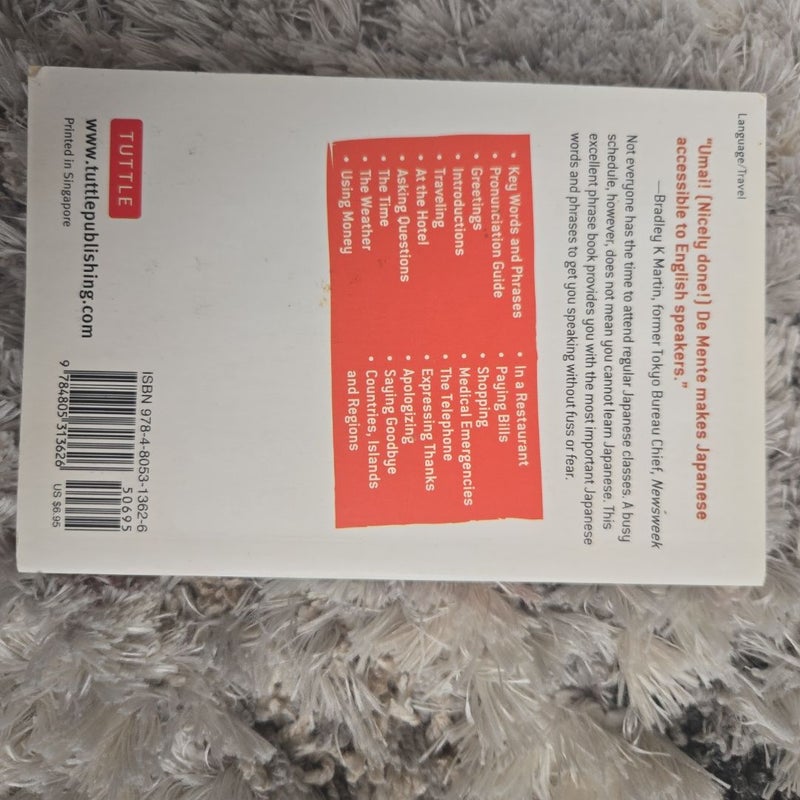 Language/Travel
"Umai! (Nicely done!) De Mente makes Japanese
accessible to English speakers."
—Bradley K Martin, former Tokyo Bureau Chief, Newsweek
Not everyone has the time to attend regular Japanese classes. A busy
schedule, however, does not mean you cannot learn Japanese. This
excellent phrase book provides you with the most important Japanese
words and phrases to get you speaking without fuss or fear.
• Key Words and Phrases
• Pronunciation Guide
• Greetings
• Introductions
• Traveling
• At the Hotel
• Asking Questions
• The Time
• The Weather
• Using Money
• In a Restaurant
• Paying Bills
• Shopping
• Medical Emergencies
• The Telephone
• Expressing Thanks
• Apologizing
• Saying Goodbye
• Countries, Islands
and Regions
TUTTLE
www.tuttlepublishing.com
Printed in Singapore
ISBN 978-4-8053-1362-6
50695
9 784805 313626
US $6.95